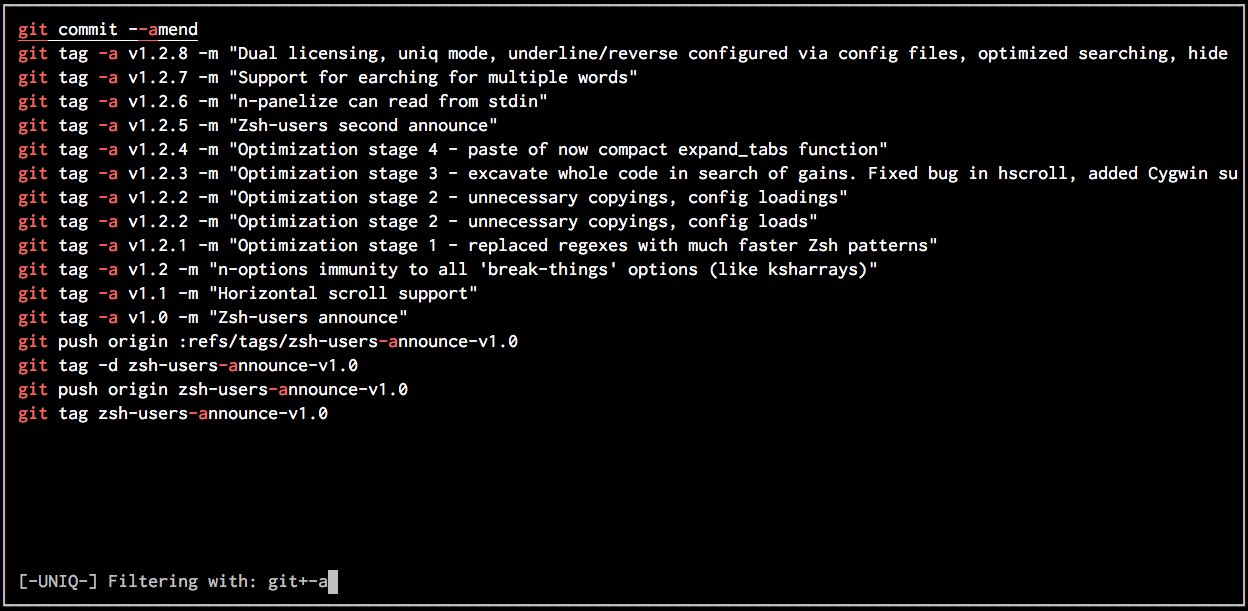 git commit --amend
git tag -a v1.2.8 -m "Dual licensing, uniq mode, underline/reverse configured via config files, optimized searching, hide
git tag -a v1.2.7 -m "Support for earching for multiple words"
git tag -a v1.2.6 -m "n-panelize can read from stdin"
git tag -a v1.2.5 -m "Zsh-users second announce"
git tag -a v1.2.4 -m "Optimization stage 4 - paste of now compact expand_tabs function"
git tag -a v1.2.3 -m "Optimization stage 3 - excavate whole code in search of gains. Fixed bug in hscroll, added Cygwin su
git tag -a v1.2.2 -m "Optimization stage 2 - unnecessary copyings, config loadings"
git tag -a v1.2.2 -m "Optimization stage 2 - unnecessary copyings, config loads"
git tag -a v1.2.1 -m "Optimization stage 1 - replaced regexes with much faster Zsh patterns"
git tag -a v1.2 -m "n-options immunity to all 'break-things' options (like ksharrays)"
git tag -a v1.1 -m "Horizontal scroll support"
git tag -a v1.0 -m "Zsh-users announce"
git push origin :refs/tags/zsh-users-announce-v1.0
git tag -d zsh-users-announce-v1.0
git push origin zsh-users-announce-v1.0
git tag zsh-users-announce-v1.0
[-UNIQ-] Filtering with: git+-a